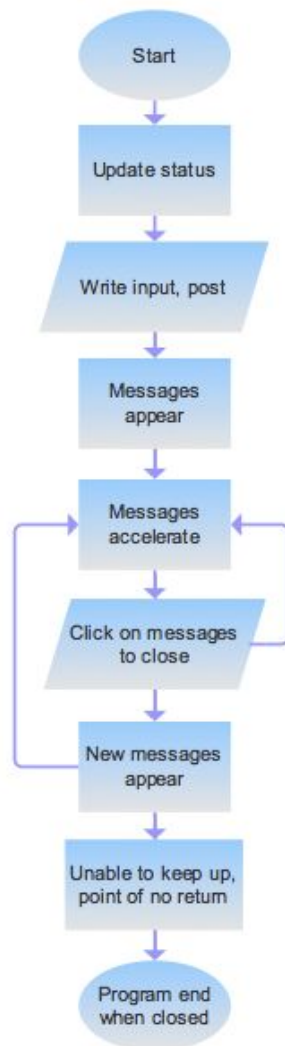 Start
Update status
Write input, post
Messages
appear
Messages
accelerate
Click on messages
to close
New messages
appear
Unable to keep up,
point of no return
Program end
when closed